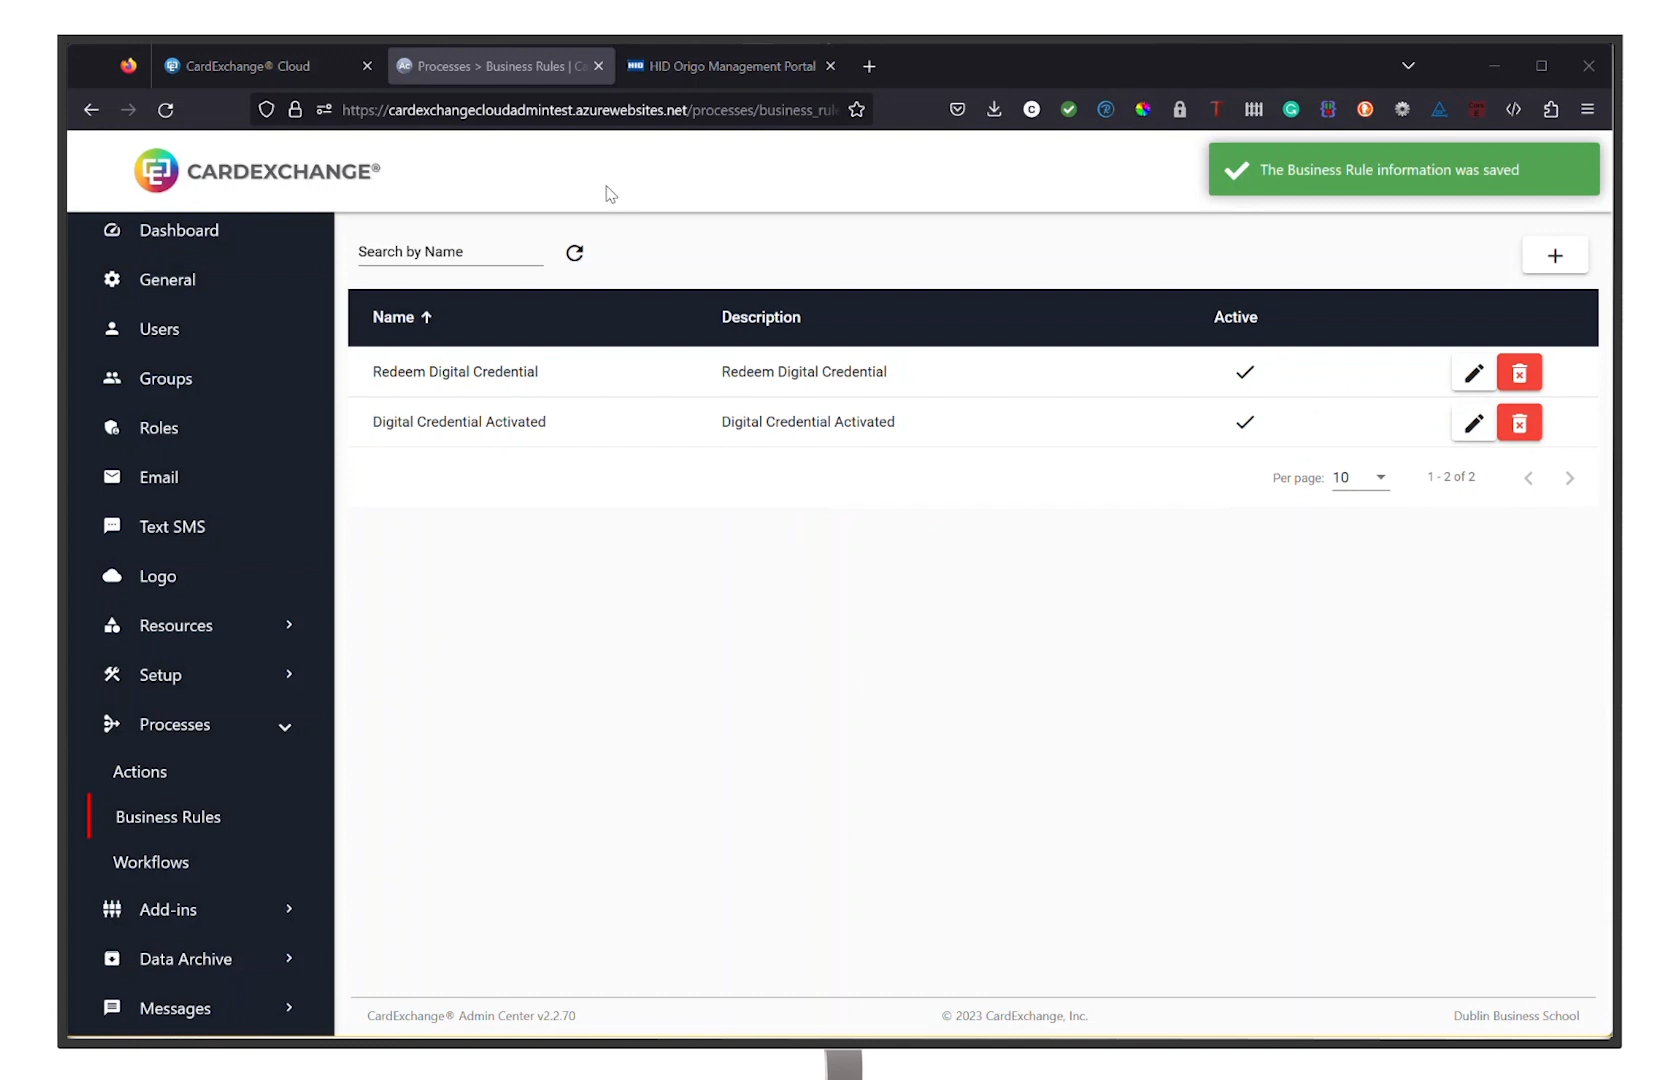 CardExchange® Cloud
Processes > Business Rules | Ca
HID HID Origo Management Portal
https://cardexchangecloudadmintest.azurewebsites.net/processes/business_rul
CARDEXCHANGE®
The Business Rule information was saved
Dashboard
General
Users
Groups
Roles
Email
Text SMS
Logo
Resources
Setup
Processes
Actions
Business Rules
Workflows
Add-ins
Data Archive
Messages
Search by Name
+
Name Description Active
Redeem Digital Credential Redeem Digital Credential
Digital Credential Activated Digital Credential Activated
Per page: 10 1 - 2 of 2
CardExchange® Admin Center v2.2.70 © 2023 CardExchange, Inc. Dublin Business School